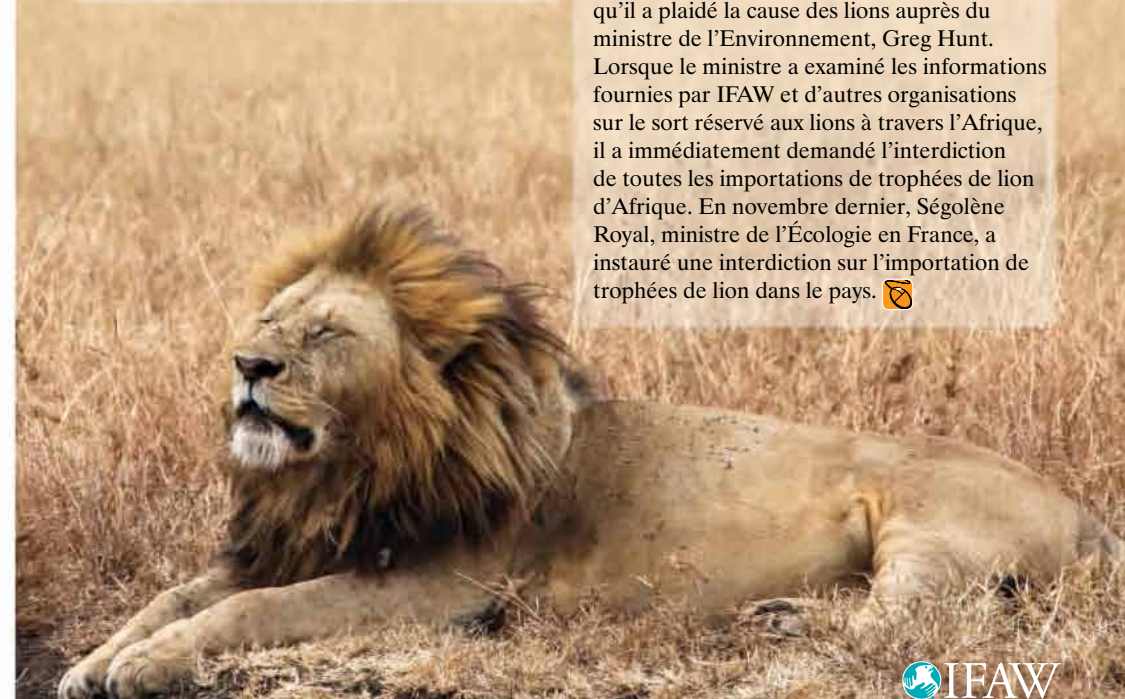 qu'il a plaidé la cause des lions auprès du
ministre de l’Environnement, Greg Hunt.
Lorsque le ministre a examiné les informations
fournies par IFAW et d'autres organisations
sur le sort réservé aux lions à travers l’Afrique,
il a immédiatement demandé l’interdiction
de toutes les importations de trophées de lion
d’Afrique. En novembre dernier, Ségolène
Royal, ministre de l’Écologie en France, a
instauré une interdiction sur l’importation de
trophées de lion dans le pays.
IFAW